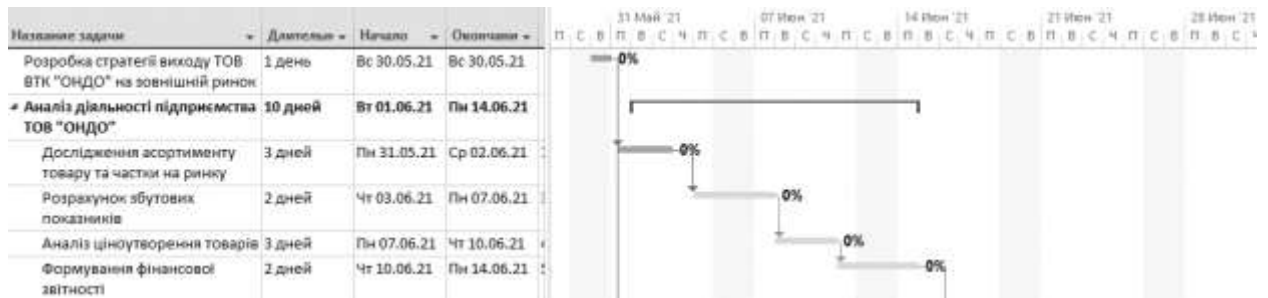 31 Май '21 07 Июн '21 14 Июн '21 21 Июн '21 28 Июн '21
Название задачи Длительн Начало Окончани П С В П В С Ч П С В П В С Ч П С В П В С Ч П С В П В С Ч П С В П В С Ч
Розробка стратегії виходу ТОВ 1 день Вс 30.05.21 Вс 30.05.21 0%
ВТК "ОНДО" на зовнішній ринок
Аналіз діяльності підприємства 10 дней Вт 01.06.21 Пн 14.06.21
ТОВ "ОНДО"
Дослідження асортименту 3 дней Пн 31.05.21 Ср 02.06.21 0%
товару та частки на ринку
Розрахунок збутових 2 дней Чт 03.06.21 Пн 07.06.21 0%
показників
Аналіз ціноутворення товарів 3 дней Пн 07.06.21 Чт 10.06.21 0%
Формування фінансової 2 дней Чт 10.06.21 Пн 14.06.21 0%
звітності